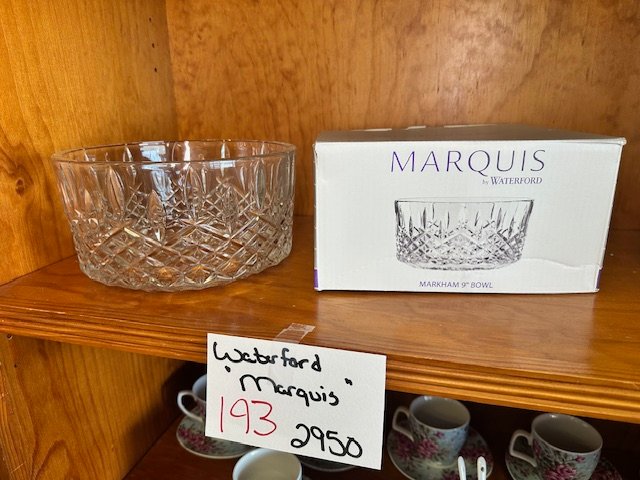 MARQUIS
by WATERFORD
MARKHAM 9" BOWL
Waterford
"Marquis"
193 2950